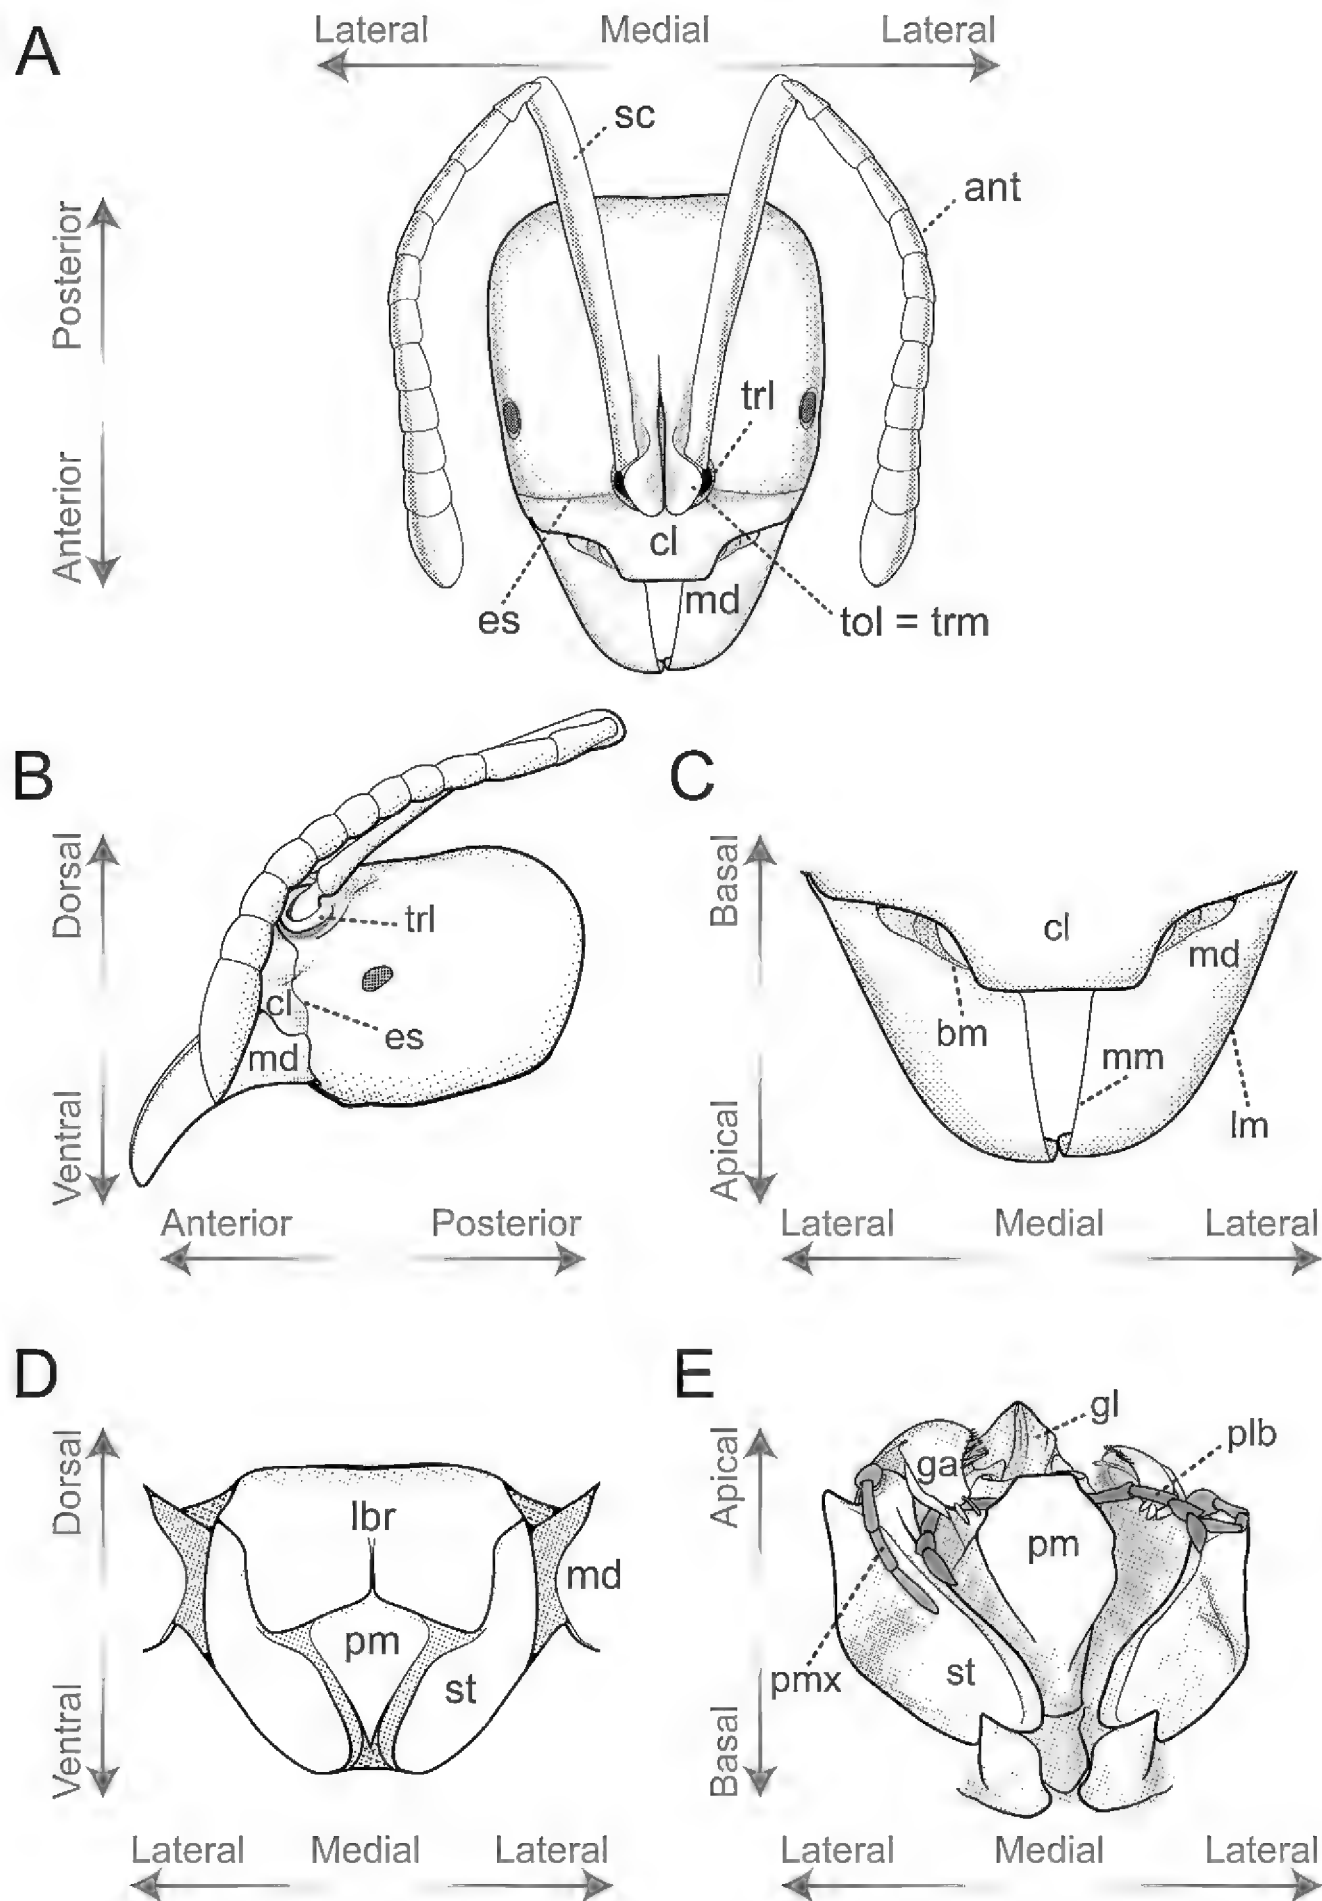 A
Lateral Medial Lateral
sc
ant
Posterior
Anterior
trl
cl
es
md
tol = trm
B
Dorsal
Ventral
trl
cl
es
md
Anterior Posterior
C
Basal
Apical
cl
md
bm
mm
lm
Lateral Medial Lateral
D
Dorsal
Ventral
lbr
md
pm
st
Lateral Medial Lateral
E
Apical
Basal
gl
plb
ga
pm
pmx
st
Lateral Medial Lateral